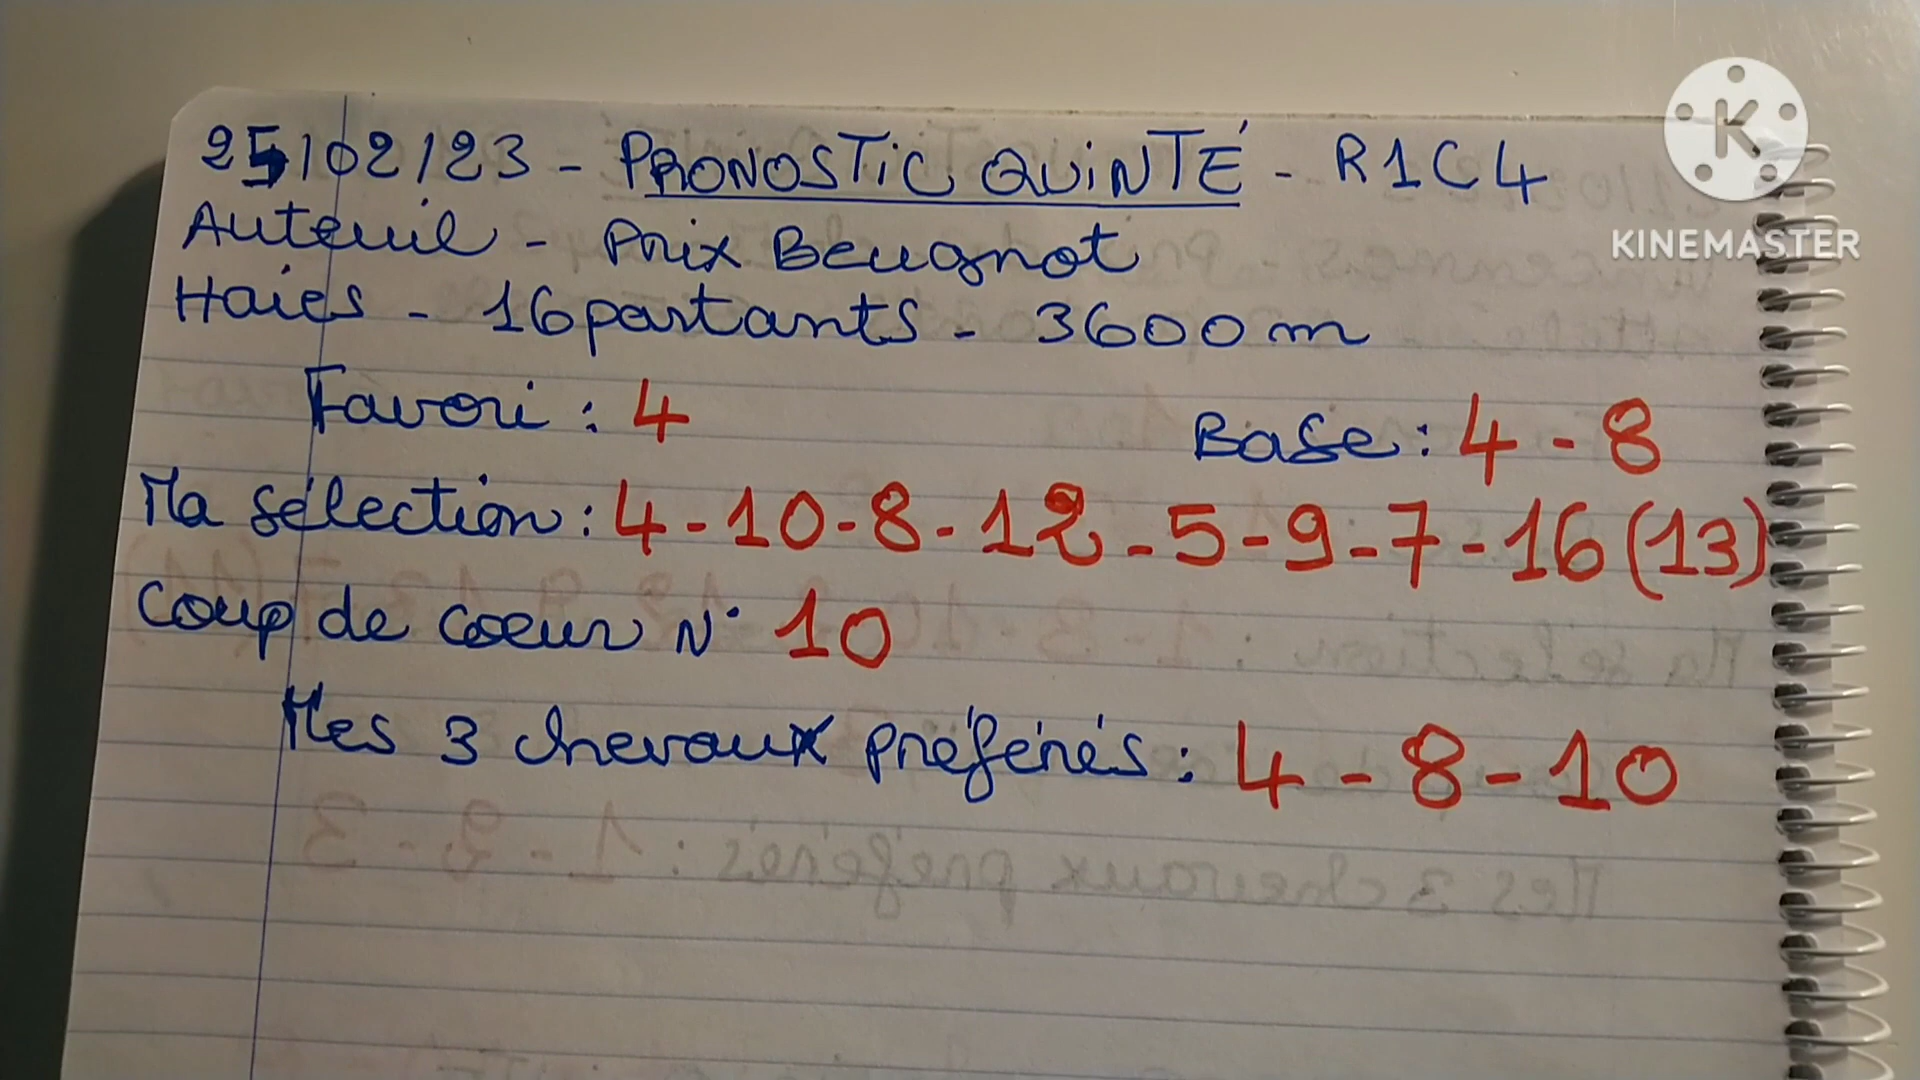 25/02/23 - PRONOSTIC QUINTÉ - R1C4
Auteuil - Prix Beugnot
Haies - 16 partants - 3600 m
Favori : 4
Base : 4 - 8
Ma sélection : 4 - 10 - 8 - 12 - 5 - 9 - 7 - 16 (13)
Coup de coeur N° 10
Mes 3 chevaux préférés : 4 - 8 - 10
K
KINEMASTER